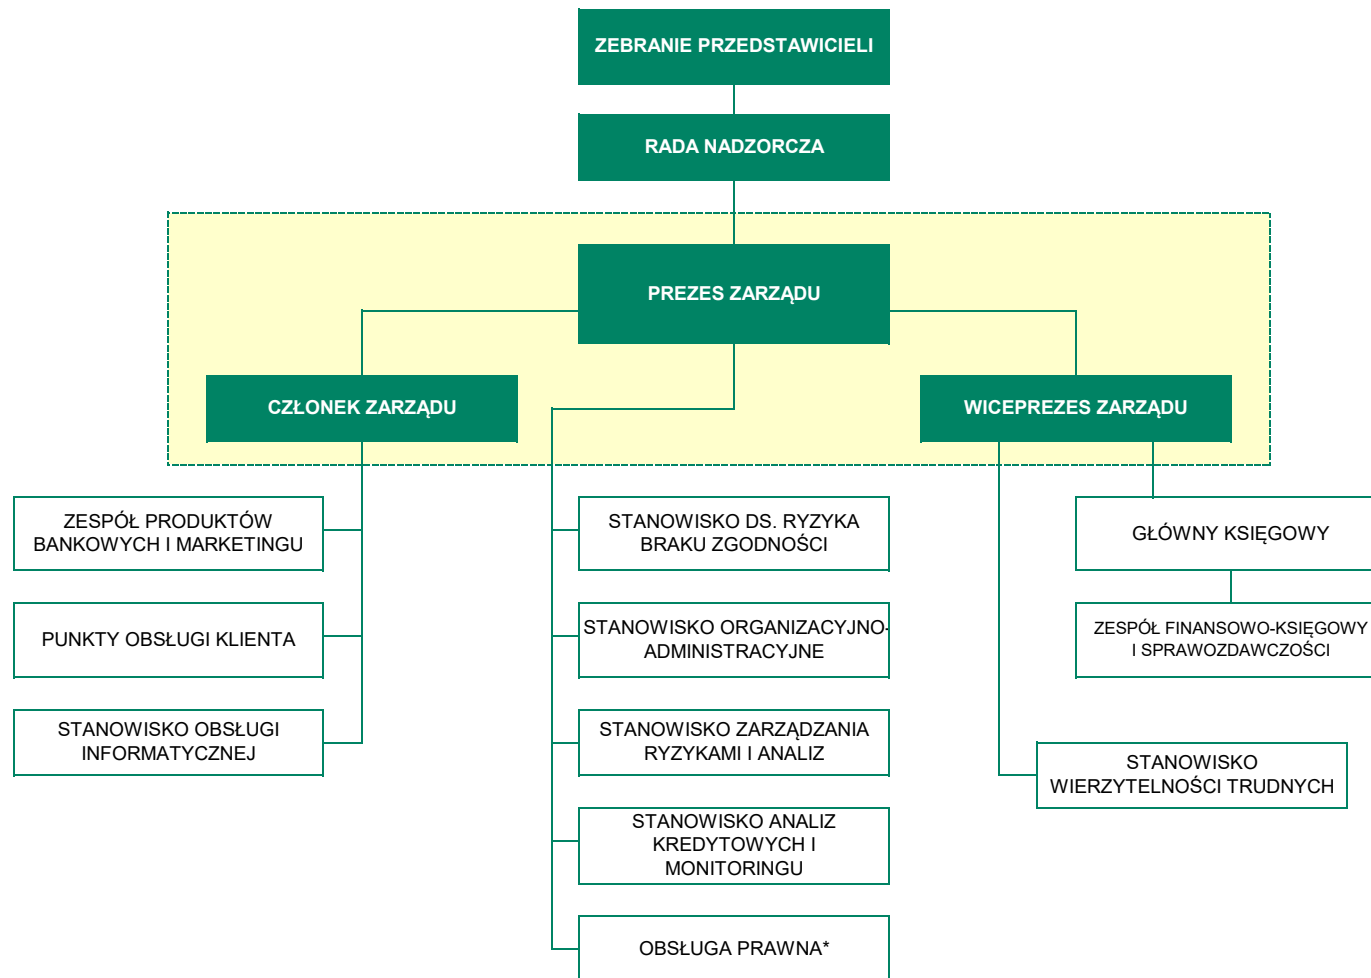 ZEBRANIE PRZEDSTAWICIELI
RADA NADZORCZA
PREZES ZARZĄDU
CZŁONEK ZARZĄDU
WICEPREZES ZARZĄDU
ZESPÓŁ PRODUKTÓW
BANKOWYCH I MARKETINGU
PUNKTY OBSŁUGI KLIENTA
STANOWISKO OBSŁUGI
INFORMATYCZNEJ
STANOWISKO DS. RYZYKA
BRAKU ZGODNOŚCI
STANOWISKO ORGANIZACYJNO-
ADMINISTRACYJNE
STANOWISKO ZARZĄDZANIA
RYZYKAMI I ANALIZ
STANOWISKO ANALIZ
KREDYTOWYCH I
MONITORINGU
OBSŁUGA PRAWNA*
GŁÓWNY KSIĘGOWY
ZESPÓŁ FINANSOWO-KSIĘGOWY
I SPRAWOZDAWCZOŚCI
STANOWISKO
WIERZYTELNOŚCI TRUDNYCH